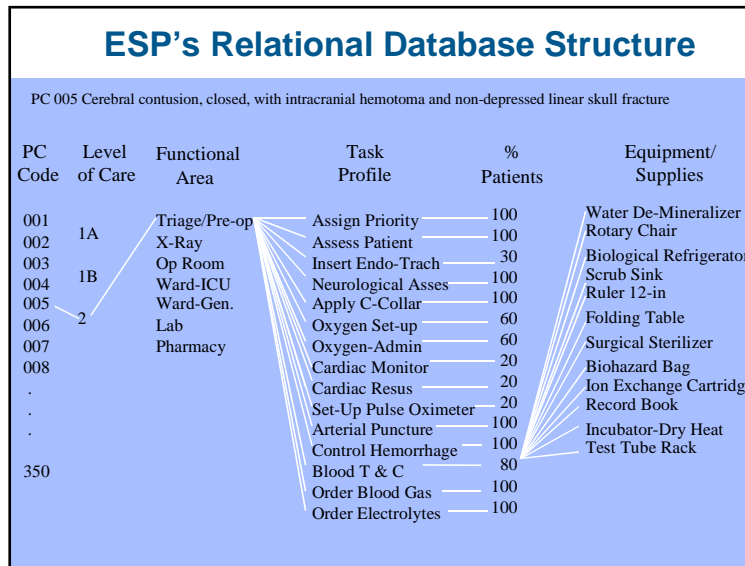 ESP's Relational Database Structure
PC 005 Cerebral contusion, closed, with intracranial hemotoma and non-depressed linear skull fracture
PC Code
Level of Care
Functional Area
Task Profile
% Patients
Equipment/ Supplies
001
002
003
004
005
006
007
008
.
.
.
350
1A
1B
2
Triage/Pre-op
X-Ray
Op Room
Ward-ICU
Ward-Gen.
Lab
Pharmacy
Assign Priority 100
Assess Patient 100
Insert Endo-Trach 30
Neurological Asses 100
Apply C-Collar 100
Oxygen Set-up 60
Oxygen-Admin 60
Cardiac Monitor 20
Cardiac Resus 20
Set-Up Pulse Oximeter 20
Arterial Puncture 100
Control Hemorrhage 100
Blood T & C 80
Order Blood Gas 100
Order Electrolytes 100
Water De-Mineralizer
Rotary Chair
Biological Refrigerator
Scrub Sink
Ruler 12-in
Folding Table
Surgical Sterilizer
Biohazard Bag
Ion Exchange Cartridg
Record Book
Incubator-Dry Heat
Test Tube Rack